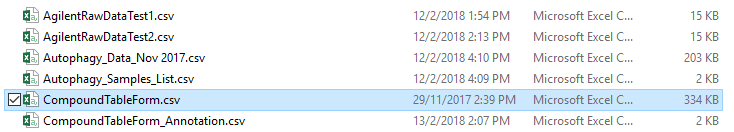 AgilentRawDataTest1.csv 12/2/2018 1:54 PM Microsoft Excel C... 15 KB
AgilentRawDataTest2.csv 12/2/2018 2:13 PM Microsoft Excel C... 15 KB
Autophagy_Data_Nov 2017.csv 12/2/2018 4:10 PM Microsoft Excel C... 203 KB
Autophagy_Samples_List.csv 12/2/2018 4:09 PM Microsoft Excel C... 2 KB
CompoundTableForm.csv 29/11/2017 2:39 PM Microsoft Excel C... 334 KB
CompoundTableForm_Annotation.csv 13/2/2018 2:07 PM Microsoft Excel C... 2 KB